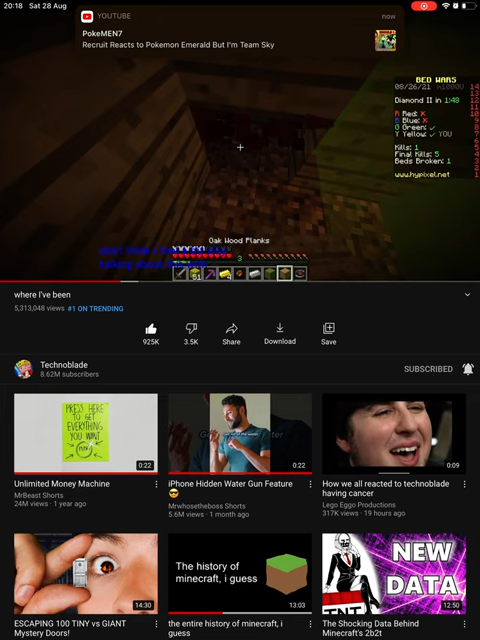 20:18 Sat 28 Aug
YOUTUBE
now
PokeMEN7
Recruit Reacts to Pokemon Emerald But I'm Team Sky
BED WARS
08/26/21
Diamond II in 1:48
R Red: X
B Blue: X
G Green: ✓
Y Yellow: ✓ YOU
Kills: 1
Final Kills: 5
Beds Broken: 1
www.hypixel.net
Oak Wood Planks
3
51
4
where I've been
5,313,048 views #1 ON TRENDING
925K
3.5K
Share
Download
Save
Technoblade
8.62M subscribers
SUBSCRIBED
PRESS HERE
TO GET
EVERYTHING
YOU WANT
0:22
0:22
0:09
Unlimited Money Machine
MrBeast Shorts
24M views · 1 year ago
iPhone Hidden Water Gun Feature 😎
Mrwhosetheboss Shorts
5.6M views · 1 month ago
How we all reacted to technoblade having cancer
Lego Eggo Productions
317K views · 19 hours ago
14:30
The history of
minecraft, i guess
13:03
NEW
DATA
TNT
12:50
ESCAPING 100 TINY vs GIANT Mystery Doors!
the entire history of minecraft, i guess
The Shocking Data Behind Minecraft's 2b2t